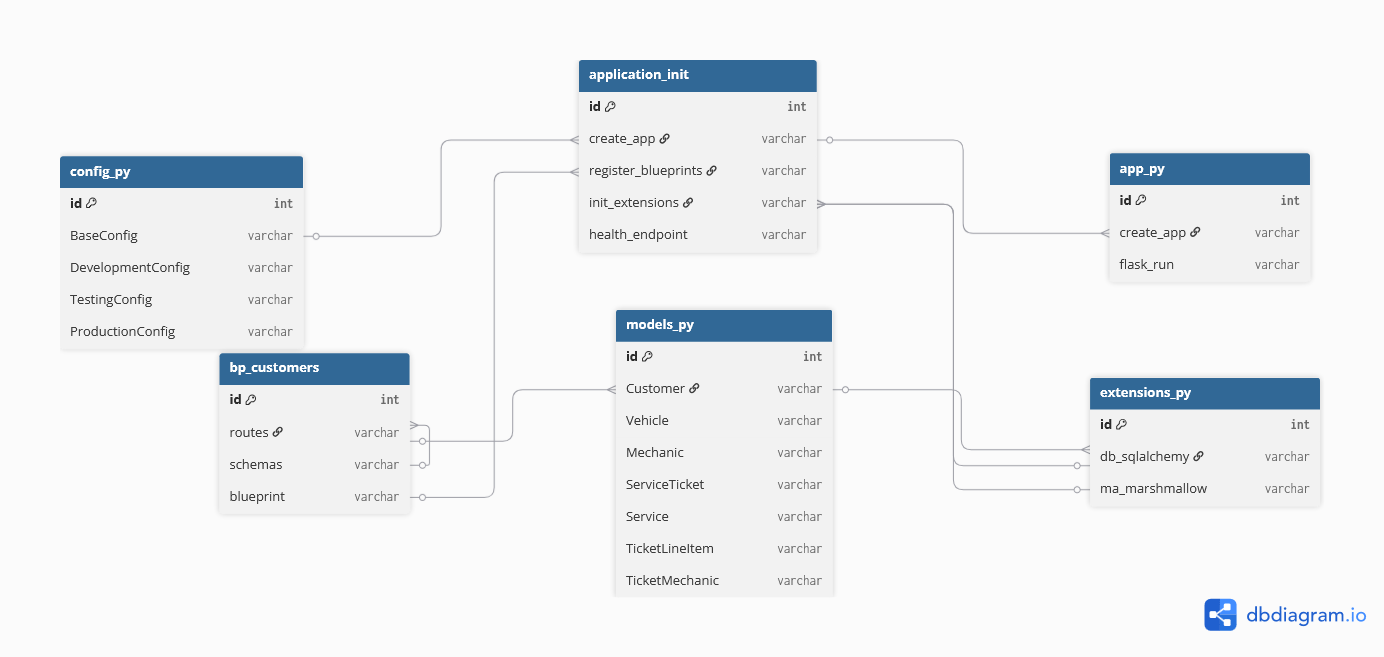 application_init
id int
create_app varchar
register_blueprints varchar
init_extensions varchar
health_endpoint varchar
config_py
id int
BaseConfig varchar
DevelopmentConfig varchar
TestingConfig varchar
ProductionConfig varchar
app_py
id int
create_app varchar
flask_run varchar
bp_customers
id int
routes varchar
schemas varchar
blueprint varchar
models_py
id int
Customer varchar
Vehicle varchar
Mechanic varchar
ServiceTicket varchar
Service varchar
TicketLineItem varchar
TicketMechanic varchar
extensions_py
id int
db_sqlalchemy varchar
ma_marshmallow varchar
dbdiagram.io